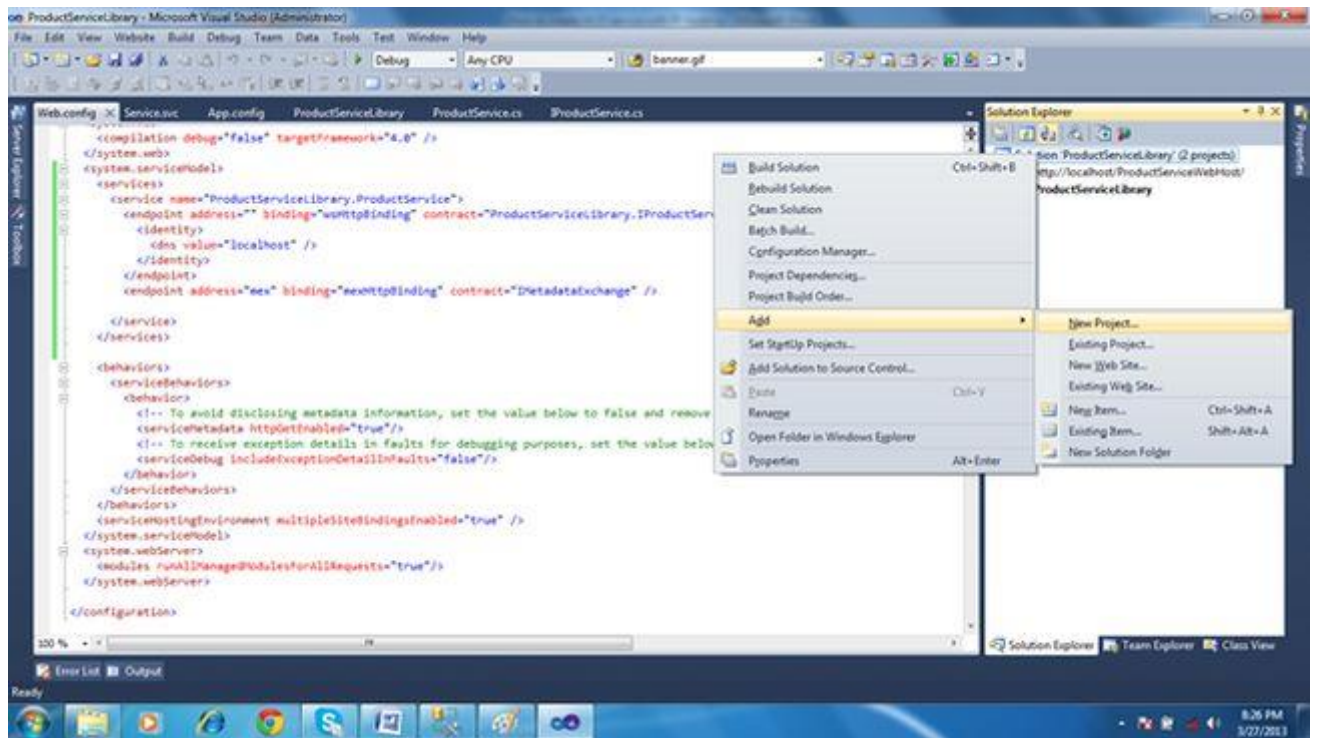 ProductServiceLibrary - Microsoft Visual Studio (Administrator)
File Edit View Website Build Debug Team Data Tools Test Window Help
Debug Any CPU banner.gif
Web.config Service.svc App.config ProductServiceLibrary ProductService.cs IProductService.cs
Solution Explorer
Server Explorer
Toolbox
Properties
<compilation debug="false" targetFramework="4.0" />
</system.web>
<system.serviceModel>
<services>
<service name="ProductServiceLibrary.ProductService">
<endpoint address="" binding="wsHttpBinding" contract="ProductServiceLibrary.IProductSer
<identity>
<dns value="localhost" />
</identity>
</endpoint>
<endpoint address="mex" binding="mexHttpBinding" contract="IMetadataExchange" />
</service>
</services>
<behaviors>
<serviceBehaviors>
<behavior>
<!-- To avoid disclosing metadata information, set the value below to false and remove
<serviceMetadata httpGetEnabled="true"/>
<!-- To receive exception details in faults for debugging purposes, set the value below
<serviceDebug includeExceptionDetailInFaults="false"/>
</behavior>
</serviceBehaviors>
</behaviors>
<serviceHostingEnvironment multipleSiteBindingsEnabled="true" />
</system.serviceModel>
<system.webServer>
<modules runAllManagedModulesForAllRequests="true"/>
</system.webServer>
</configuration>
100 %
Build Solution Ctrl+Shift+B
Rebuild Solution
Clean Solution
Batch Build...
Configuration Manager...
Project Dependencies...
Project Build Order...
Add
Set StartUp Projects...
Add Solution to Source Control...
Paste Ctrl+V
Rename
Open Folder in Windows Explorer
Properties Alt+Enter
New Project...
Existing Project...
New Web Site...
Existing Web Site...
New Item... Ctrl+Shift+A
Existing Item... Shift+Alt+A
New Solution Folder
'ProductServiceLibrary' (2 projects)
http://localhost/ProductServiceWebHost/
ProductServiceLibrary
Solution Explorer Team Explorer Class View
Error List Output
Ready
8:26 PM
3/27/2013